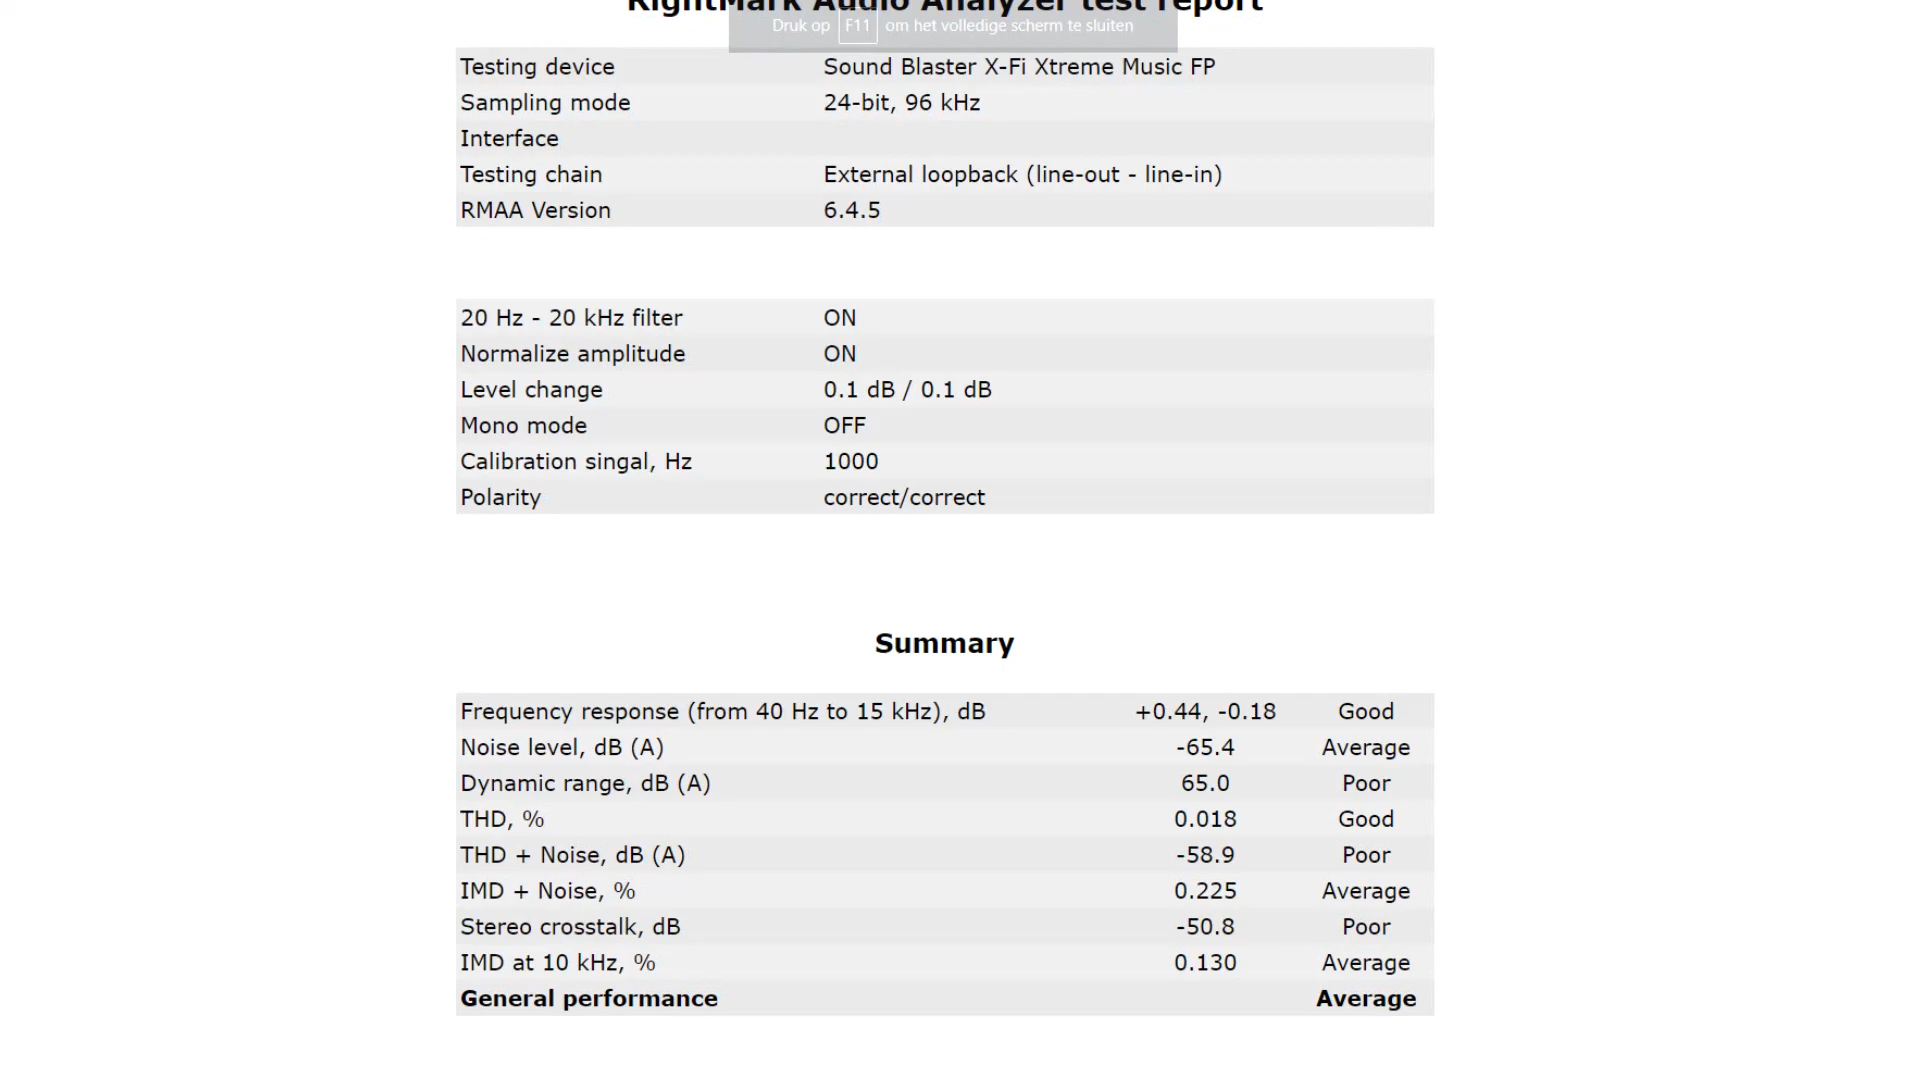 RightMark Audio Analyzer test report
Druk op F11 om het volledige scherm te sluiten
Testing device Sound Blaster X-Fi Xtreme Music FP
Sampling mode 24-bit, 96 kHz
Interface
Testing chain External loopback (line-out - line-in)
RMAA Version 6.4.5
20 Hz - 20 kHz filter ON
Normalize amplitude ON
Level change 0.1 dB / 0.1 dB
Mono mode OFF
Calibration singal, Hz 1000
Polarity correct/correct
Summary
Frequency response (from 40 Hz to 15 kHz), dB +0.44, -0.18 Good
Noise level, dB (A) -65.4 Average
Dynamic range, dB (A) 65.0 Poor
THD, % 0.018 Good
THD + Noise, dB (A) -58.9 Poor
IMD + Noise, % 0.225 Average
Stereo crosstalk, dB -50.8 Poor
IMD at 10 kHz, % 0.130 Average
General performance Average